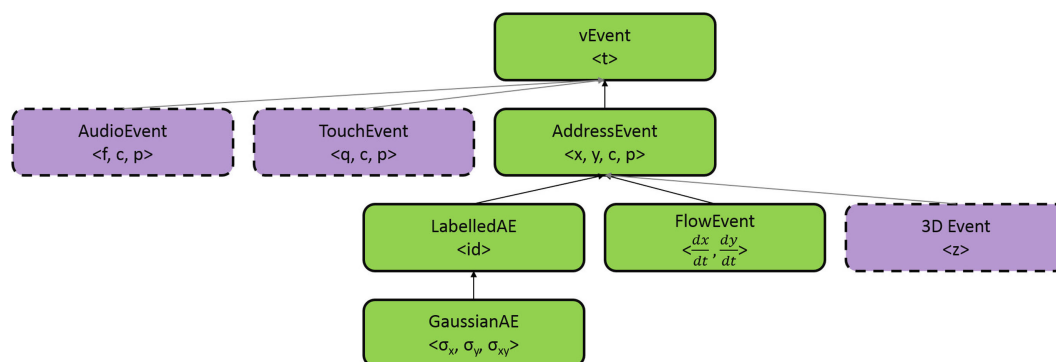 vEvent
<t>
AudioEvent
<f, c, p>
TouchEvent
<q, c, p>
AddressEvent
<x, y, c, p>
LabelledAE
<id>
FlowEvent
<dx/dt, dy/dt>
3D Event
<z>
GaussianAE
<σx, σy, σxy>